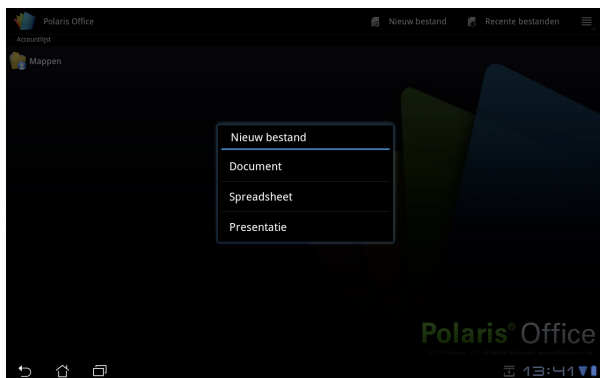 Polaris Office
Nieuw bestand
Recente bestanden
Accountlijst
Mappen
Nieuw bestand
Document
Spreadsheet
Presentatie
Polaris® Office
13:41